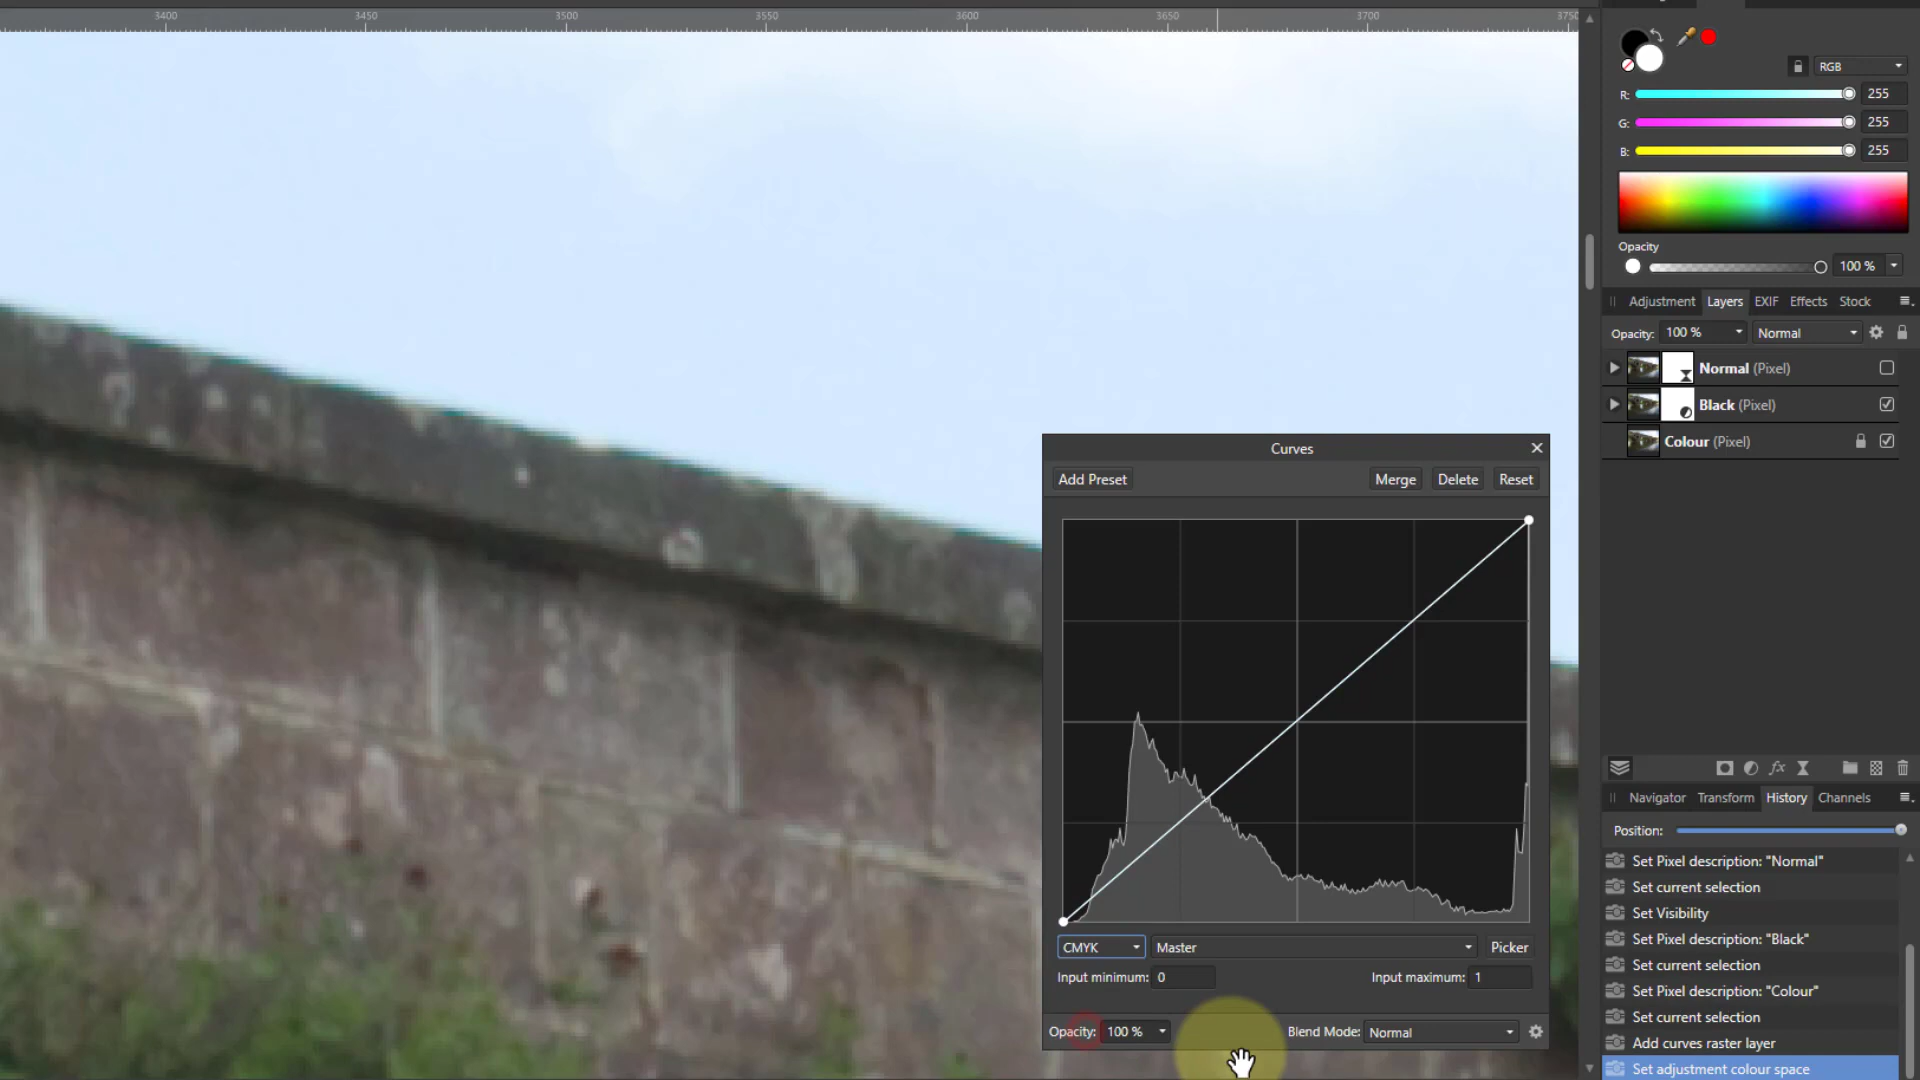 3400 3450 3500 3550 3600 3650 3700 3750
RGB
R: 255
G: 255
B: 255
Opacity
100 %
Adjustment Layers EXIF Effects Stock
Opacity: 100 % Normal
Normal (Pixel)
Black (Pixel)
Colour (Pixel)
Curves
Add Preset Merge Delete Reset
CMYK Master Picker
Input minimum: 0 Input maximum: 1
Opacity: 100 % Blend Mode: Normal
fx
Navigator Transform History Channels
Position:
Set Pixel description: "Normal"
Set current selection
Set Visibility
Set Pixel description: "Black"
Set current selection
Set Pixel description: "Colour"
Set current selection
Add curves raster layer
Set adjustment colour space